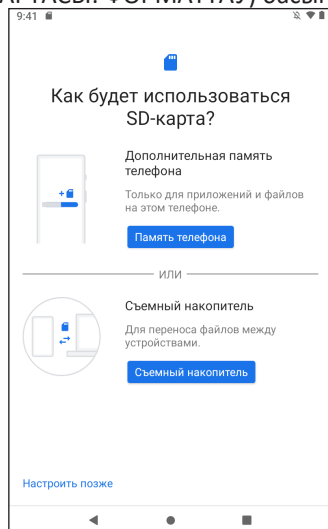 9:41
Как будет использоваться
SD-карта?
Дополнительная память
телефона
Только для приложений и файлов
на этом телефоне.
Память телефона
ИЛИ
Съемный накопитель
Для переноса файлов между
устройствами.
Съемный накопитель
Настроить позже